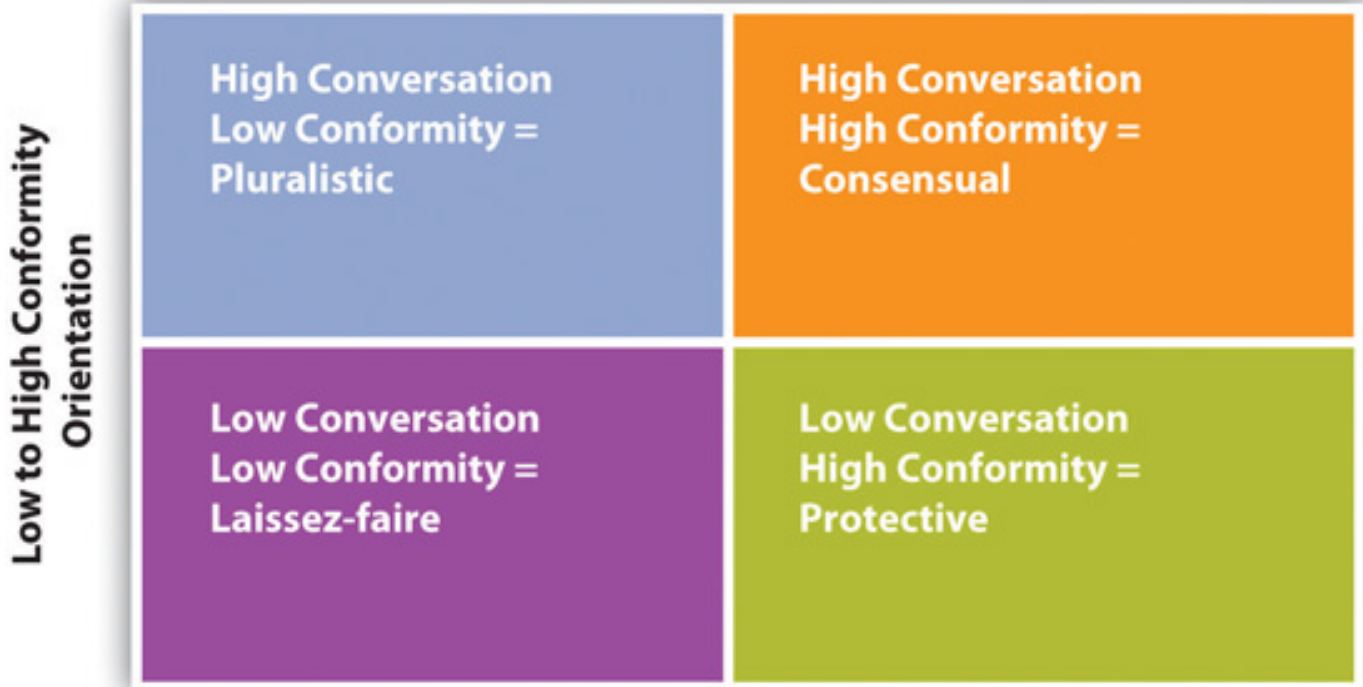 Low to High Conformity
Orientation
High Conversation
Low Conformity =
Pluralistic
High Conversation
High Conformity =
Consensual
Low Conversation
Low Conformity =
Laissez-faire
Low Conversation
High Conformity =
Protective